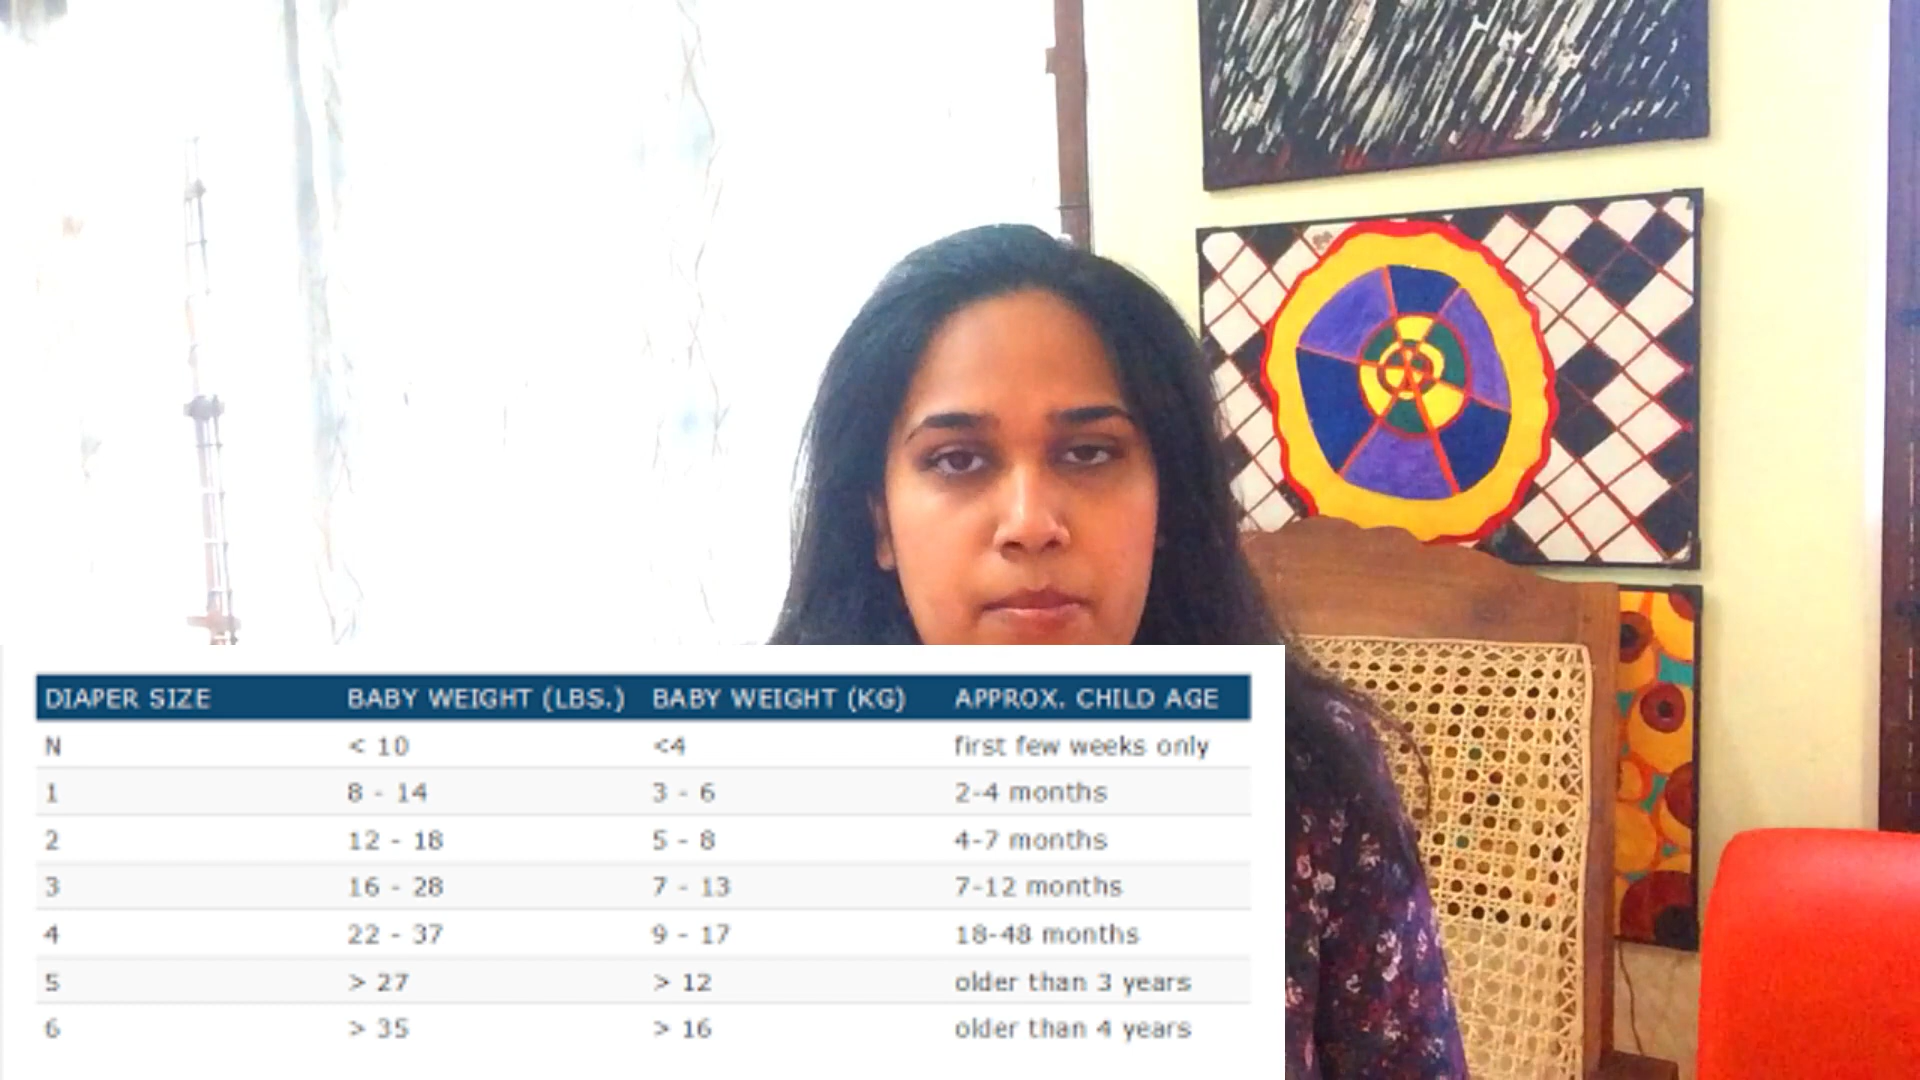 DIAPER SIZE BABY WEIGHT (LBS.) BABY WEIGHT (KG) APPROX. CHILD AGE
N < 10 <4 first few weeks only
1 8 - 14 3 - 6 2-4 months
2 12 - 18 5 - 8 4-7 months
3 16 - 28 7 - 13 7-12 months
4 22 - 37 9 - 17 18-48 months
5 > 27 > 12 older than 3 years
6 > 35 > 16 older than 4 years